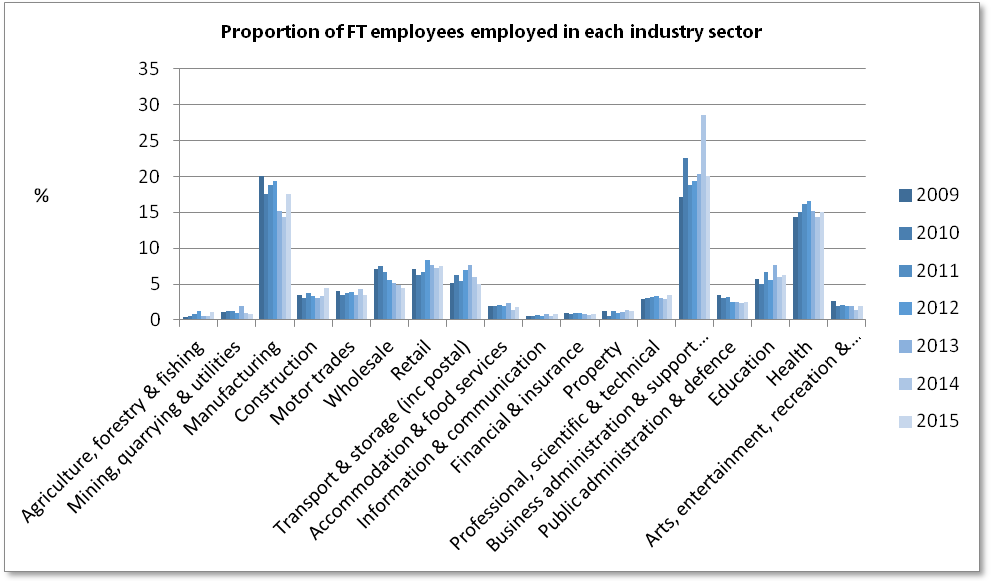 Proportion of FT employees employed in each industry sector
35
30
25
20
15
10
5
0
%
2009
2010
2011
2012
2013
2014
2015
Agriculture, forestry & fishing
Mining, quarrying & utilities
Manufacturing
Construction
Motor trades
Wholesale
Retail
Transport & storage (inc postal)
Accommodation & food services
Information & communication
Financial & insurance
Property
Professional, scientific & technical
Business administration & support...
Public administration & defence
Education
Health
Arts, entertainment, recreation &...